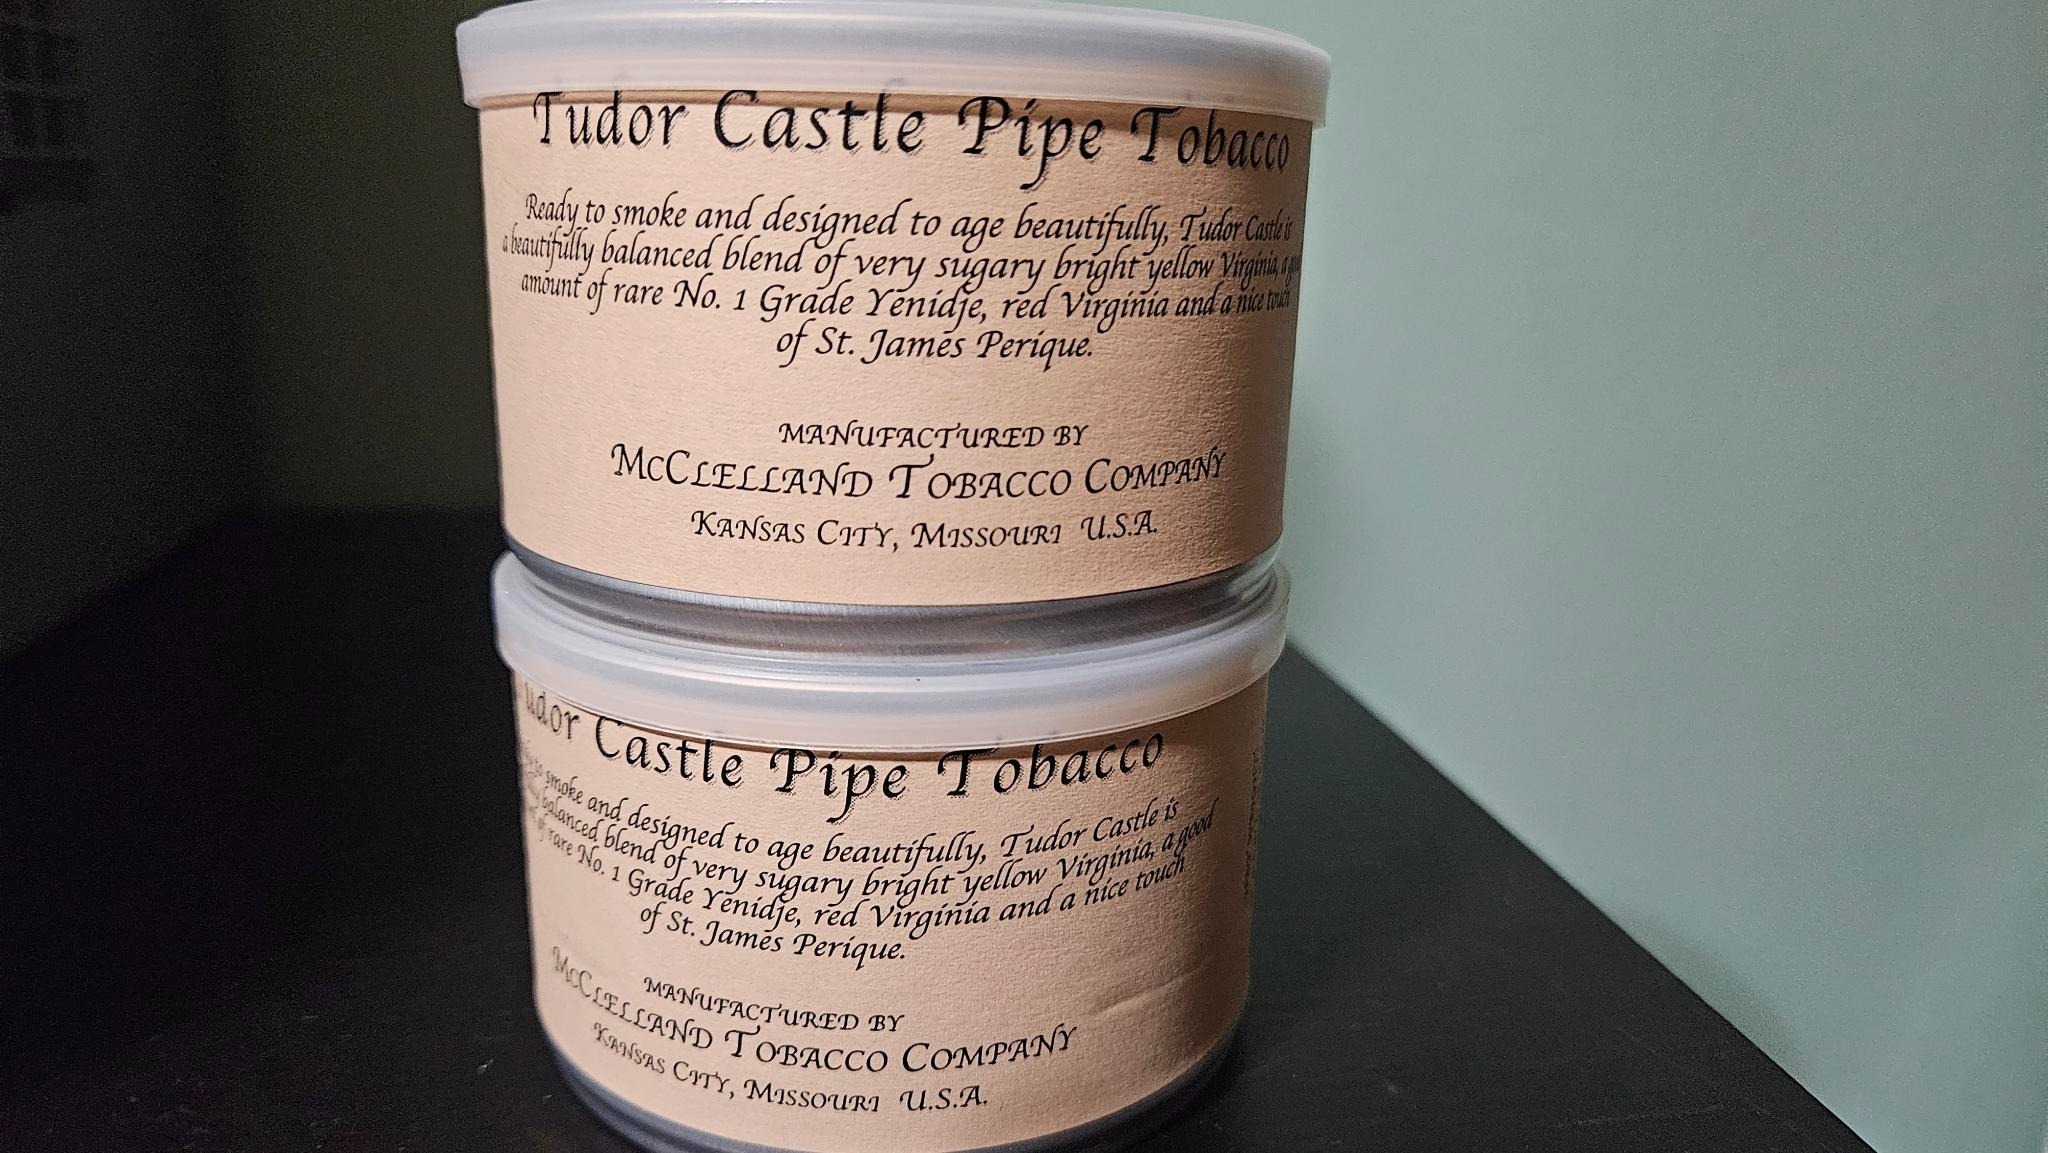 Tudor Castle Pipe Tobacco
Ready to smoke and designed to age beautifully, Tudor Castle is
a beautifully balanced blend of very sugary bright yellow Virginia, a good
amount of rare No. 1 Grade Yenidje, red Virginia and a nice touch
of St. James Perique.
MANUFACTURED BY
MCCLELLAND TOBACCO COMPANY
KANSAS CITY, MISSOURI U.S.A.
udor Castle Pipe Tobacco
to smoke and designed to age beautifully, Tudor Castle is
balanced blend of very sugary bright yellow Virginia, a good
of rare No. 1 Grade Yenidje, red Virginia and a nice touch
of St. James Perique.
MANUFACTURED BY
MCCLELLAND TOBACCO COMPANY
KANSAS CITY, MISSOURI U.S.A.